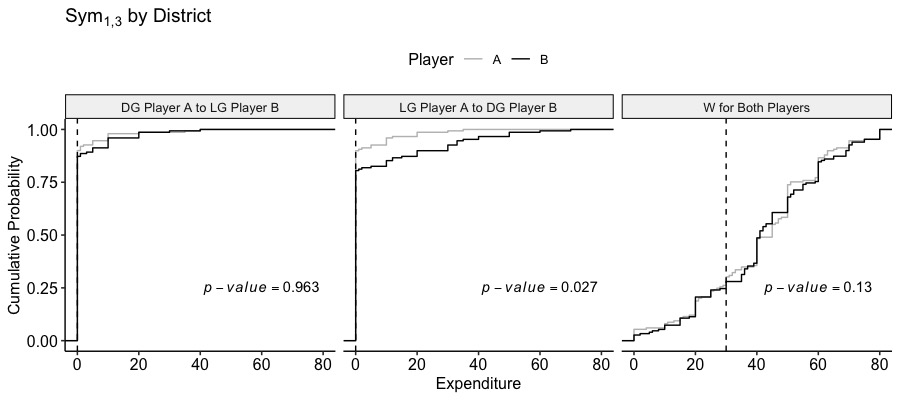 Sym1,3 by District
Player A B
DG Player A to LG Player B
LG Player A to DG Player B
W for Both Players
Cumulative Probability
1.00
0.75
0.50
0.25
0.00
p − value = 0.963
p − value = 0.027
p − value = 0.13
0 20 40 60 80
0 20 40 60 80
0 20 40 60 80
Expenditure